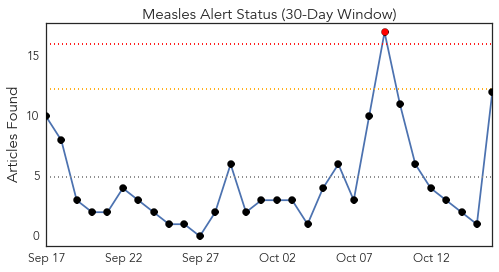 Measles Alert Status (30-Day Window)
Articles Found
15
10
5
0
Sep 17 Sep 22 Sep 27 Oct 02 Oct 07 Oct 12